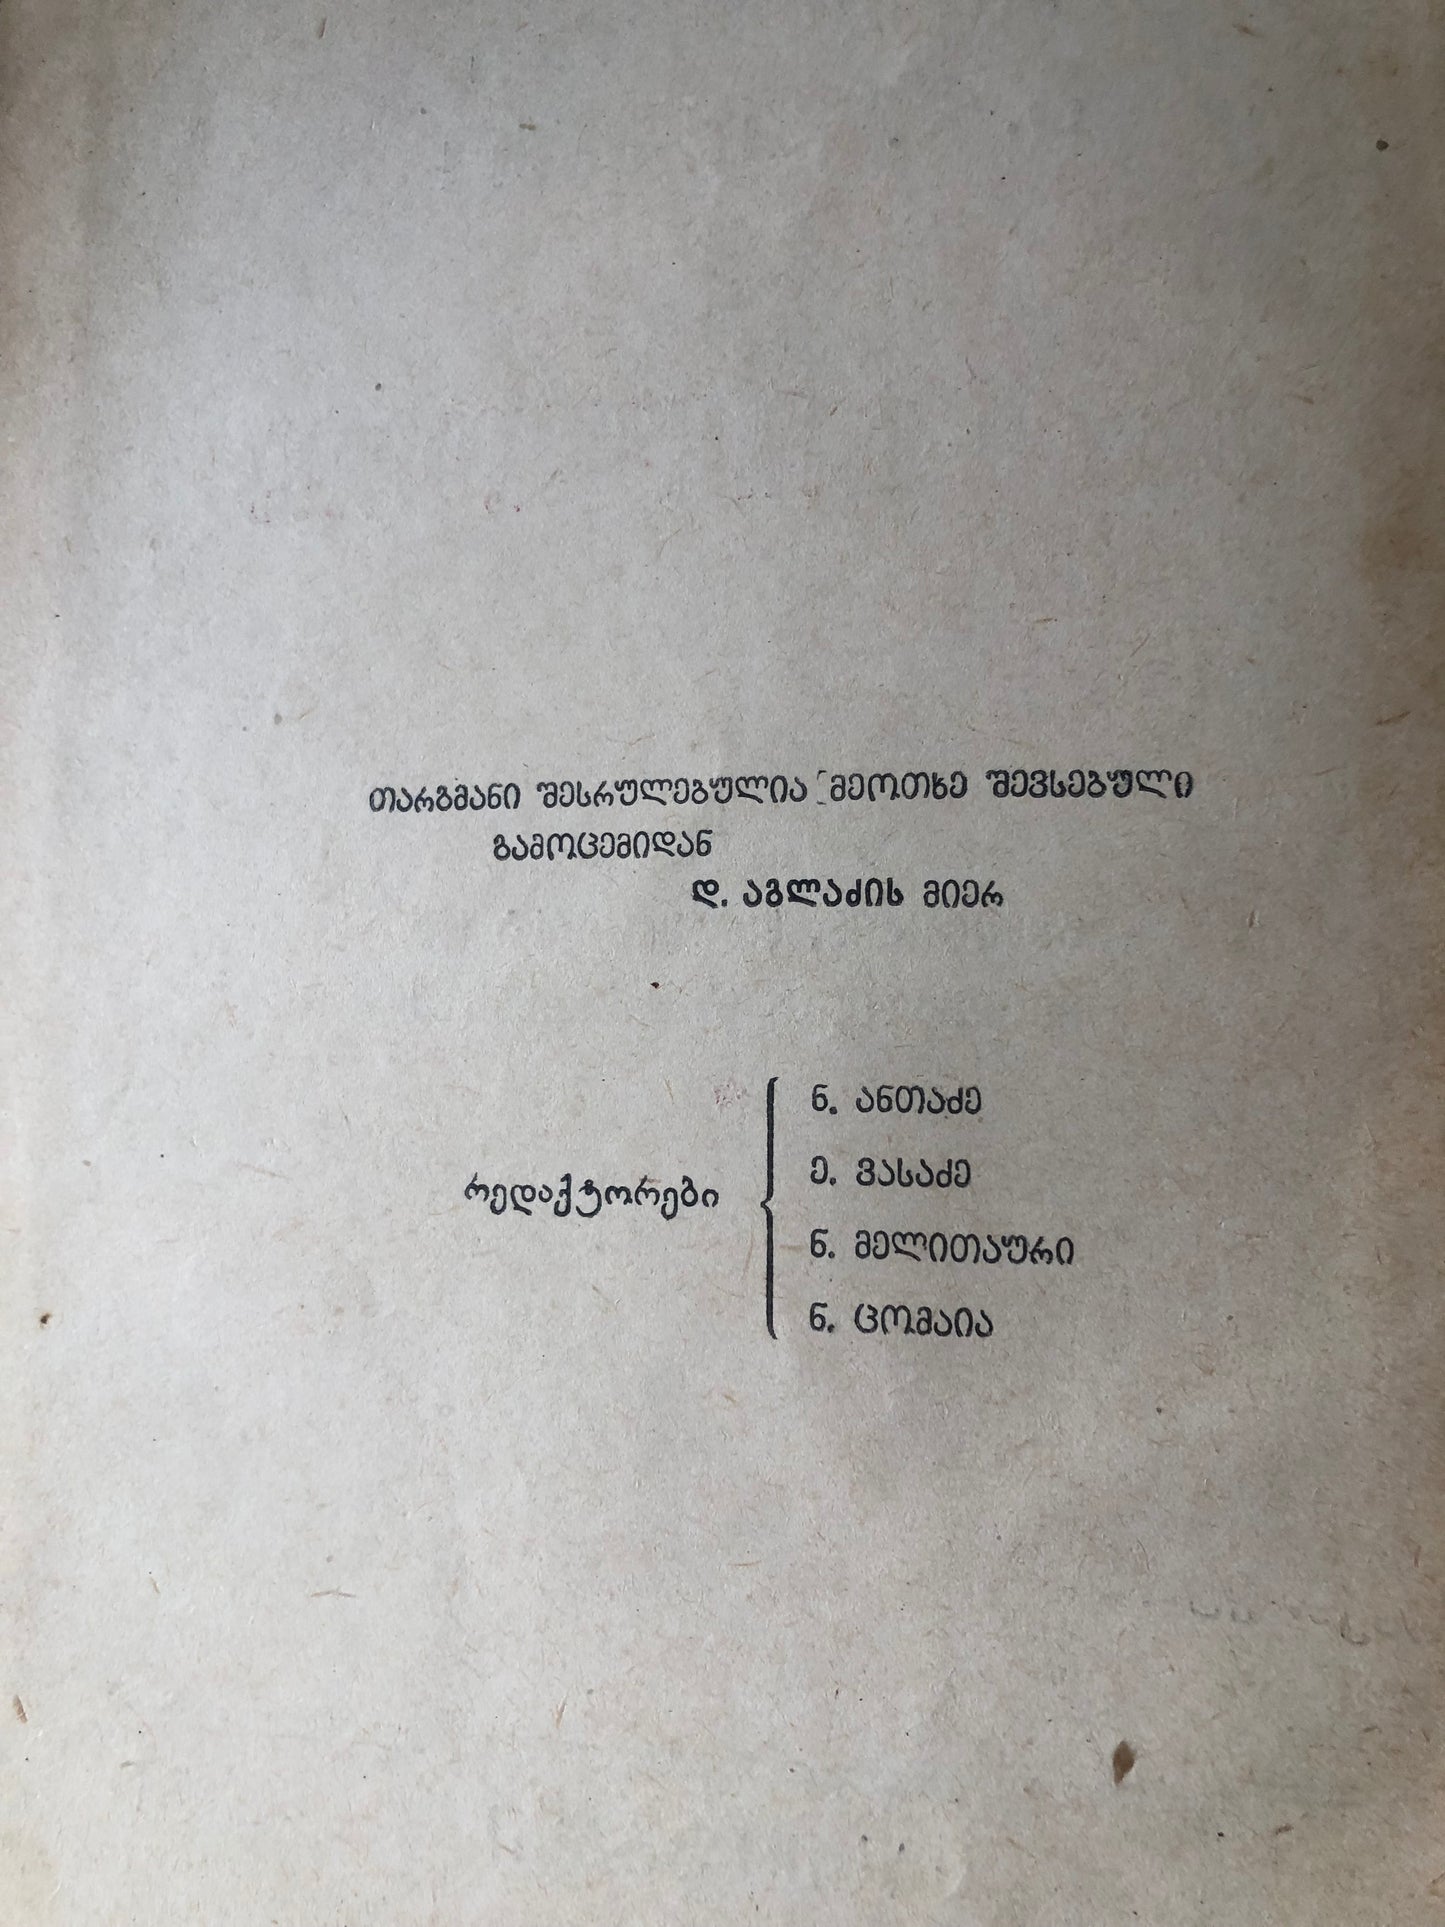 თარგმანი შესრულებულია მეოთხე შევსებული
გამოცემიდან
დ. აგლაძის მიერ
რედაქტორები
ნ. ანთაძე
ე. ვასაძე
ნ. მელითაური
ნ. ცომაია